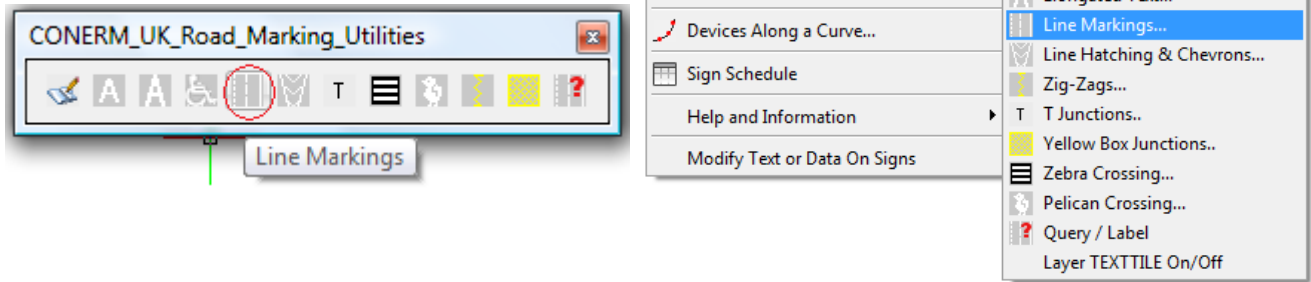 CONERM_UK_Road_Marking_Utilities
T
Line Markings
Devices Along a Curve...
Sign Schedule
Help and Information
Modify Text or Data On Signs
Line Markings...
Line Hatching & Chevrons...
Zig-Zags...
T T Junctions..
Yellow Box Junctions..
Zebra Crossing...
Pelican Crossing...
Query / Label
Layer TEXTTILE On/Off